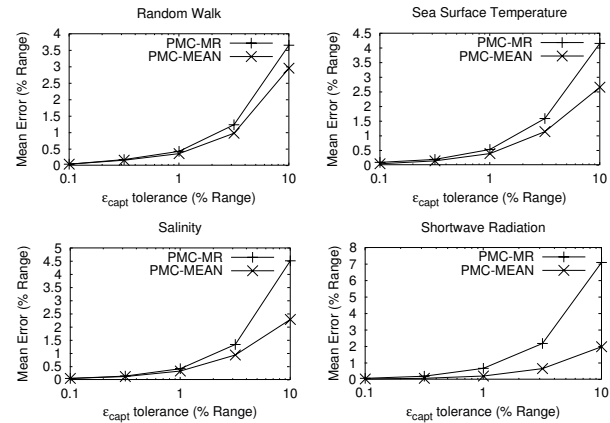 Random Walk
4
3.5
3
2.5
2
1.5
1
0.5
0
Mean Error (% Range)
PMC-MR
PMC-MEAN
0.1 1 10
εcapt tolerance (% Range)
Sea Surface Temperature
4.5
4
3.5
3
2.5
2
1.5
1
0.5
0
Mean Error (% Range)
PMC-MR
PMC-MEAN
0.1 1 10
εcapt tolerance (% Range)
Salinity
5
4.5
4
3.5
3
2.5
2
1.5
1
0.5
0
Mean Error (% Range)
PMC-MR
PMC-MEAN
0.1 1 10
εcapt tolerance (% Range)
Shortwave Radiation
8
7
6
5
4
3
2
1
0
Mean Error (% Range)
PMC-MR
PMC-MEAN
0.1 1 10
εcapt tolerance (% Range)